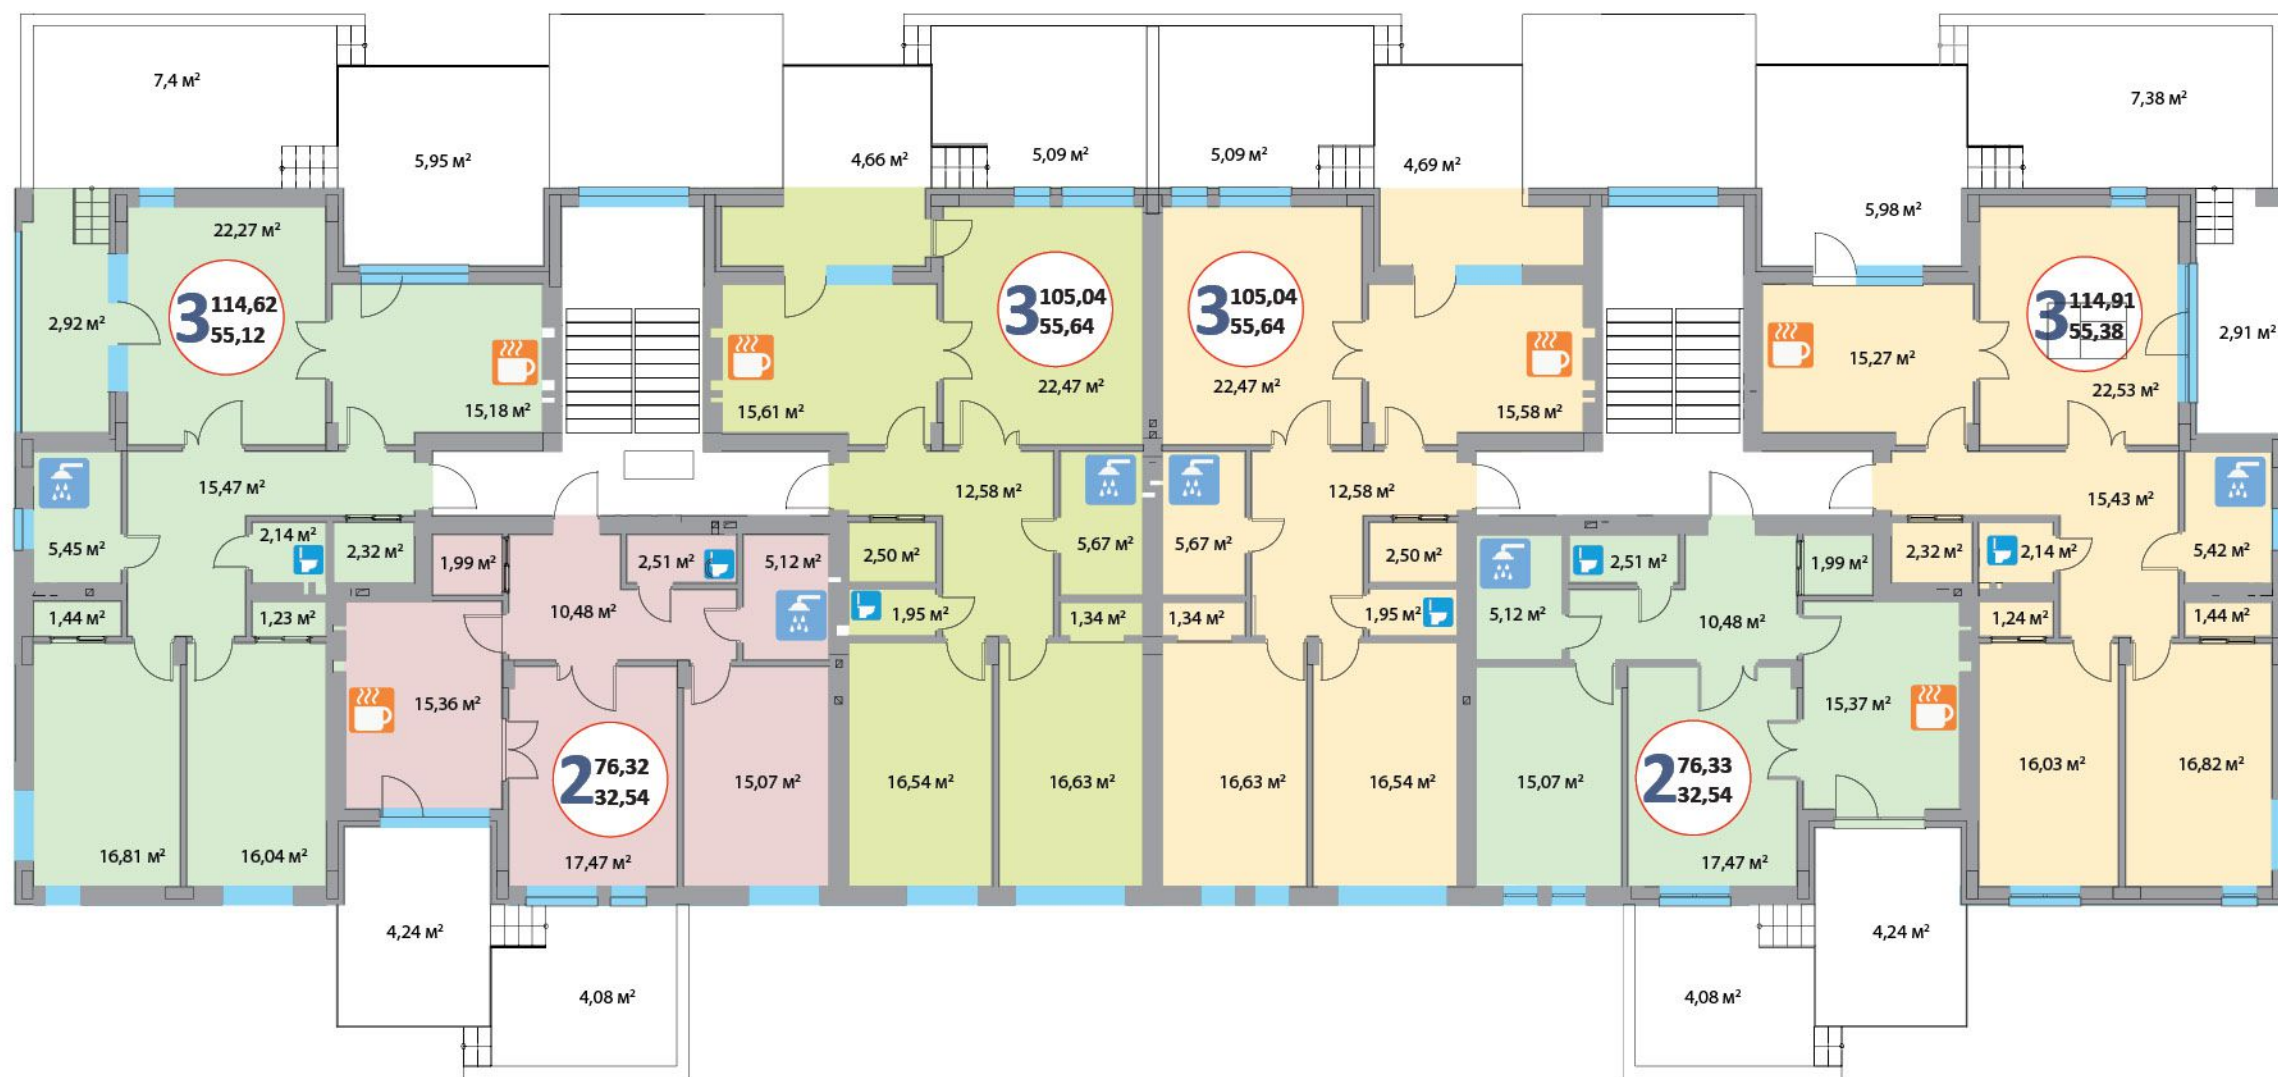 7,4 м²
7,38 м²
5,95 м²
4,66 м²
5,09 м²
5,09 м²
4,69 м²
5,98 м²
22,27 м²
2,92 м²
3 114,62
55,12
3 105,04
55,64
3 105,04
55,64
3 114,91
55,38
2,91 м²
15,27 м²
15,18 м²
15,61 м²
22,47 м²
22,47 м²
15,58 м²
22,53 м²
15,47 м²
12,58 м²
12,58 м²
15,43 м²
5,45 м²
2,14 м²
2,32 м²
1,99 м²
2,51 м²
5,12 м²
2,50 м²
5,67 м²
5,67 м²
2,50 м²
2,51 м²
1,99 м²
2,32 м²
2,14 м²
5,42 м²
1,44 м²
1,23 м²
10,48 м²
1,95 м²
1,34 м²
1,34 м²
1,95 м²
5,12 м²
10,48 м²
1,24 м²
1,44 м²
15,36 м²
15,37 м²
2 76,32
32,54
2 76,33
32,54
15,07 м²
16,54 м²
16,63 м²
16,63 м²
16,54 м²
15,07 м²
16,03 м²
16,82 м²
16,81 м²
16,04 м²
17,47 м²
17,47 м²
4,24 м²
4,24 м²
4,08 м²
4,08 м²